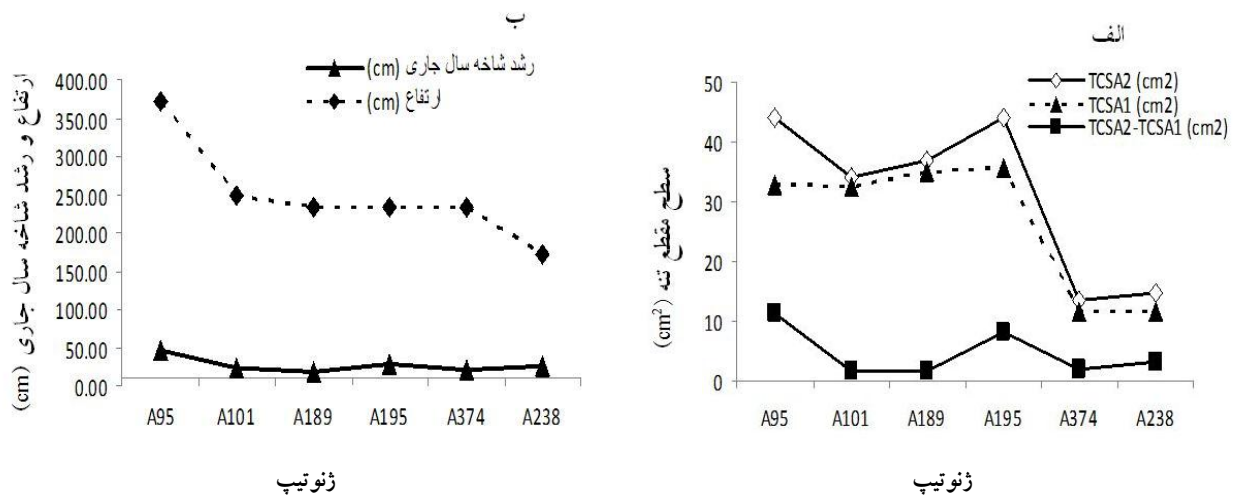 الف
TCSA2 (cm2)
TCSA1 (cm2)
TCSA2-TCSA1 (cm2)
سطح مقطع تنه (cm²)
50
40
30
20
10
0
A95 A101 A189 A195 A374 A238
ژنوتیپ
ب
رشد شاخه سال جاری (cm)
ارتفاع (cm)
ارتفاع و رشد شاخه سال جاری (cm)
400.00
350.00
300.00
250.00
200.00
150.00
100.00
50.00
0.00
A95 A101 A189 A195 A374 A238
ژنوتیپ